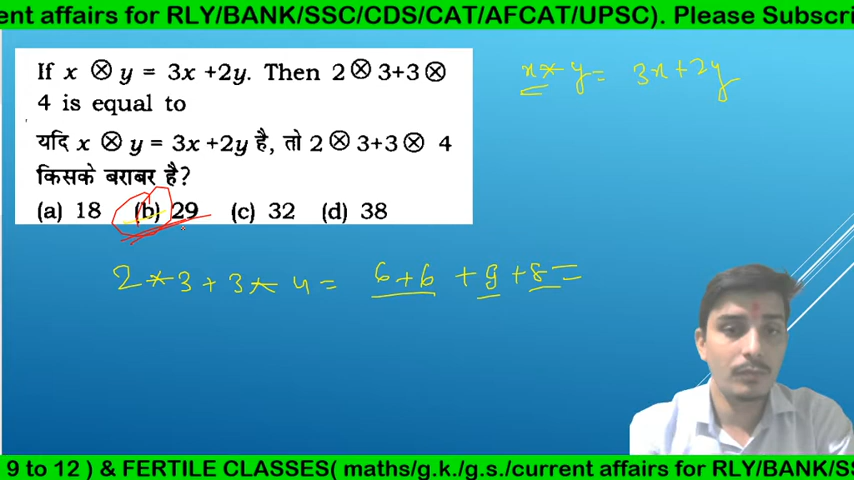 ent affairs for RLY/BANK/SSC/CDS/CAT/AFCAT/UPSC). Please Subscri
If x ⊗ y = 3x +2y. Then 2 ⊗ 3+3 ⊗
4 is equal to
यदि x ⊗ y = 3x +2y है, तो 2 ⊗ 3+3 ⊗ 4
किसके बराबर है?
(a) 18 (b) 29 (c) 32 (d) 38
x * y = 3x + 2y
2 * 3 + 3 * 4 = 6 + 6 + 9 + 8 =
9 to 12 ) & FERTILE CLASSES( maths/g.k./g.s./current affairs for RLY/BANK/SS